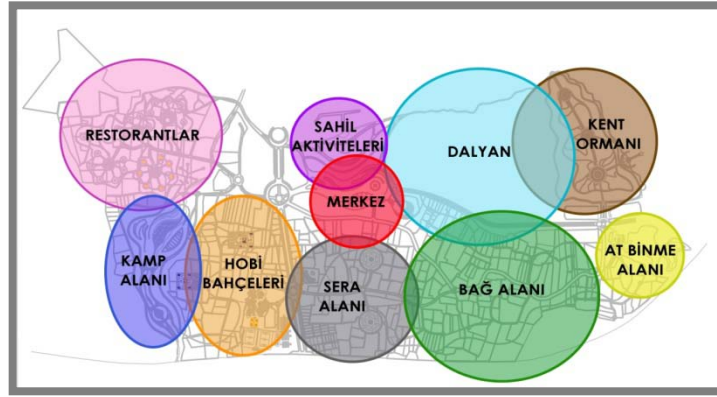 RESTORANTLAR
SAHİL
AKTİVİTELERİ
DALYAN
KENT
ORMANI
MERKEZ
KAMP
ALANI
HOBİ
BAHÇELERİ
SERA
ALANI
BAĞ ALANI
AT BİNME
ALANI